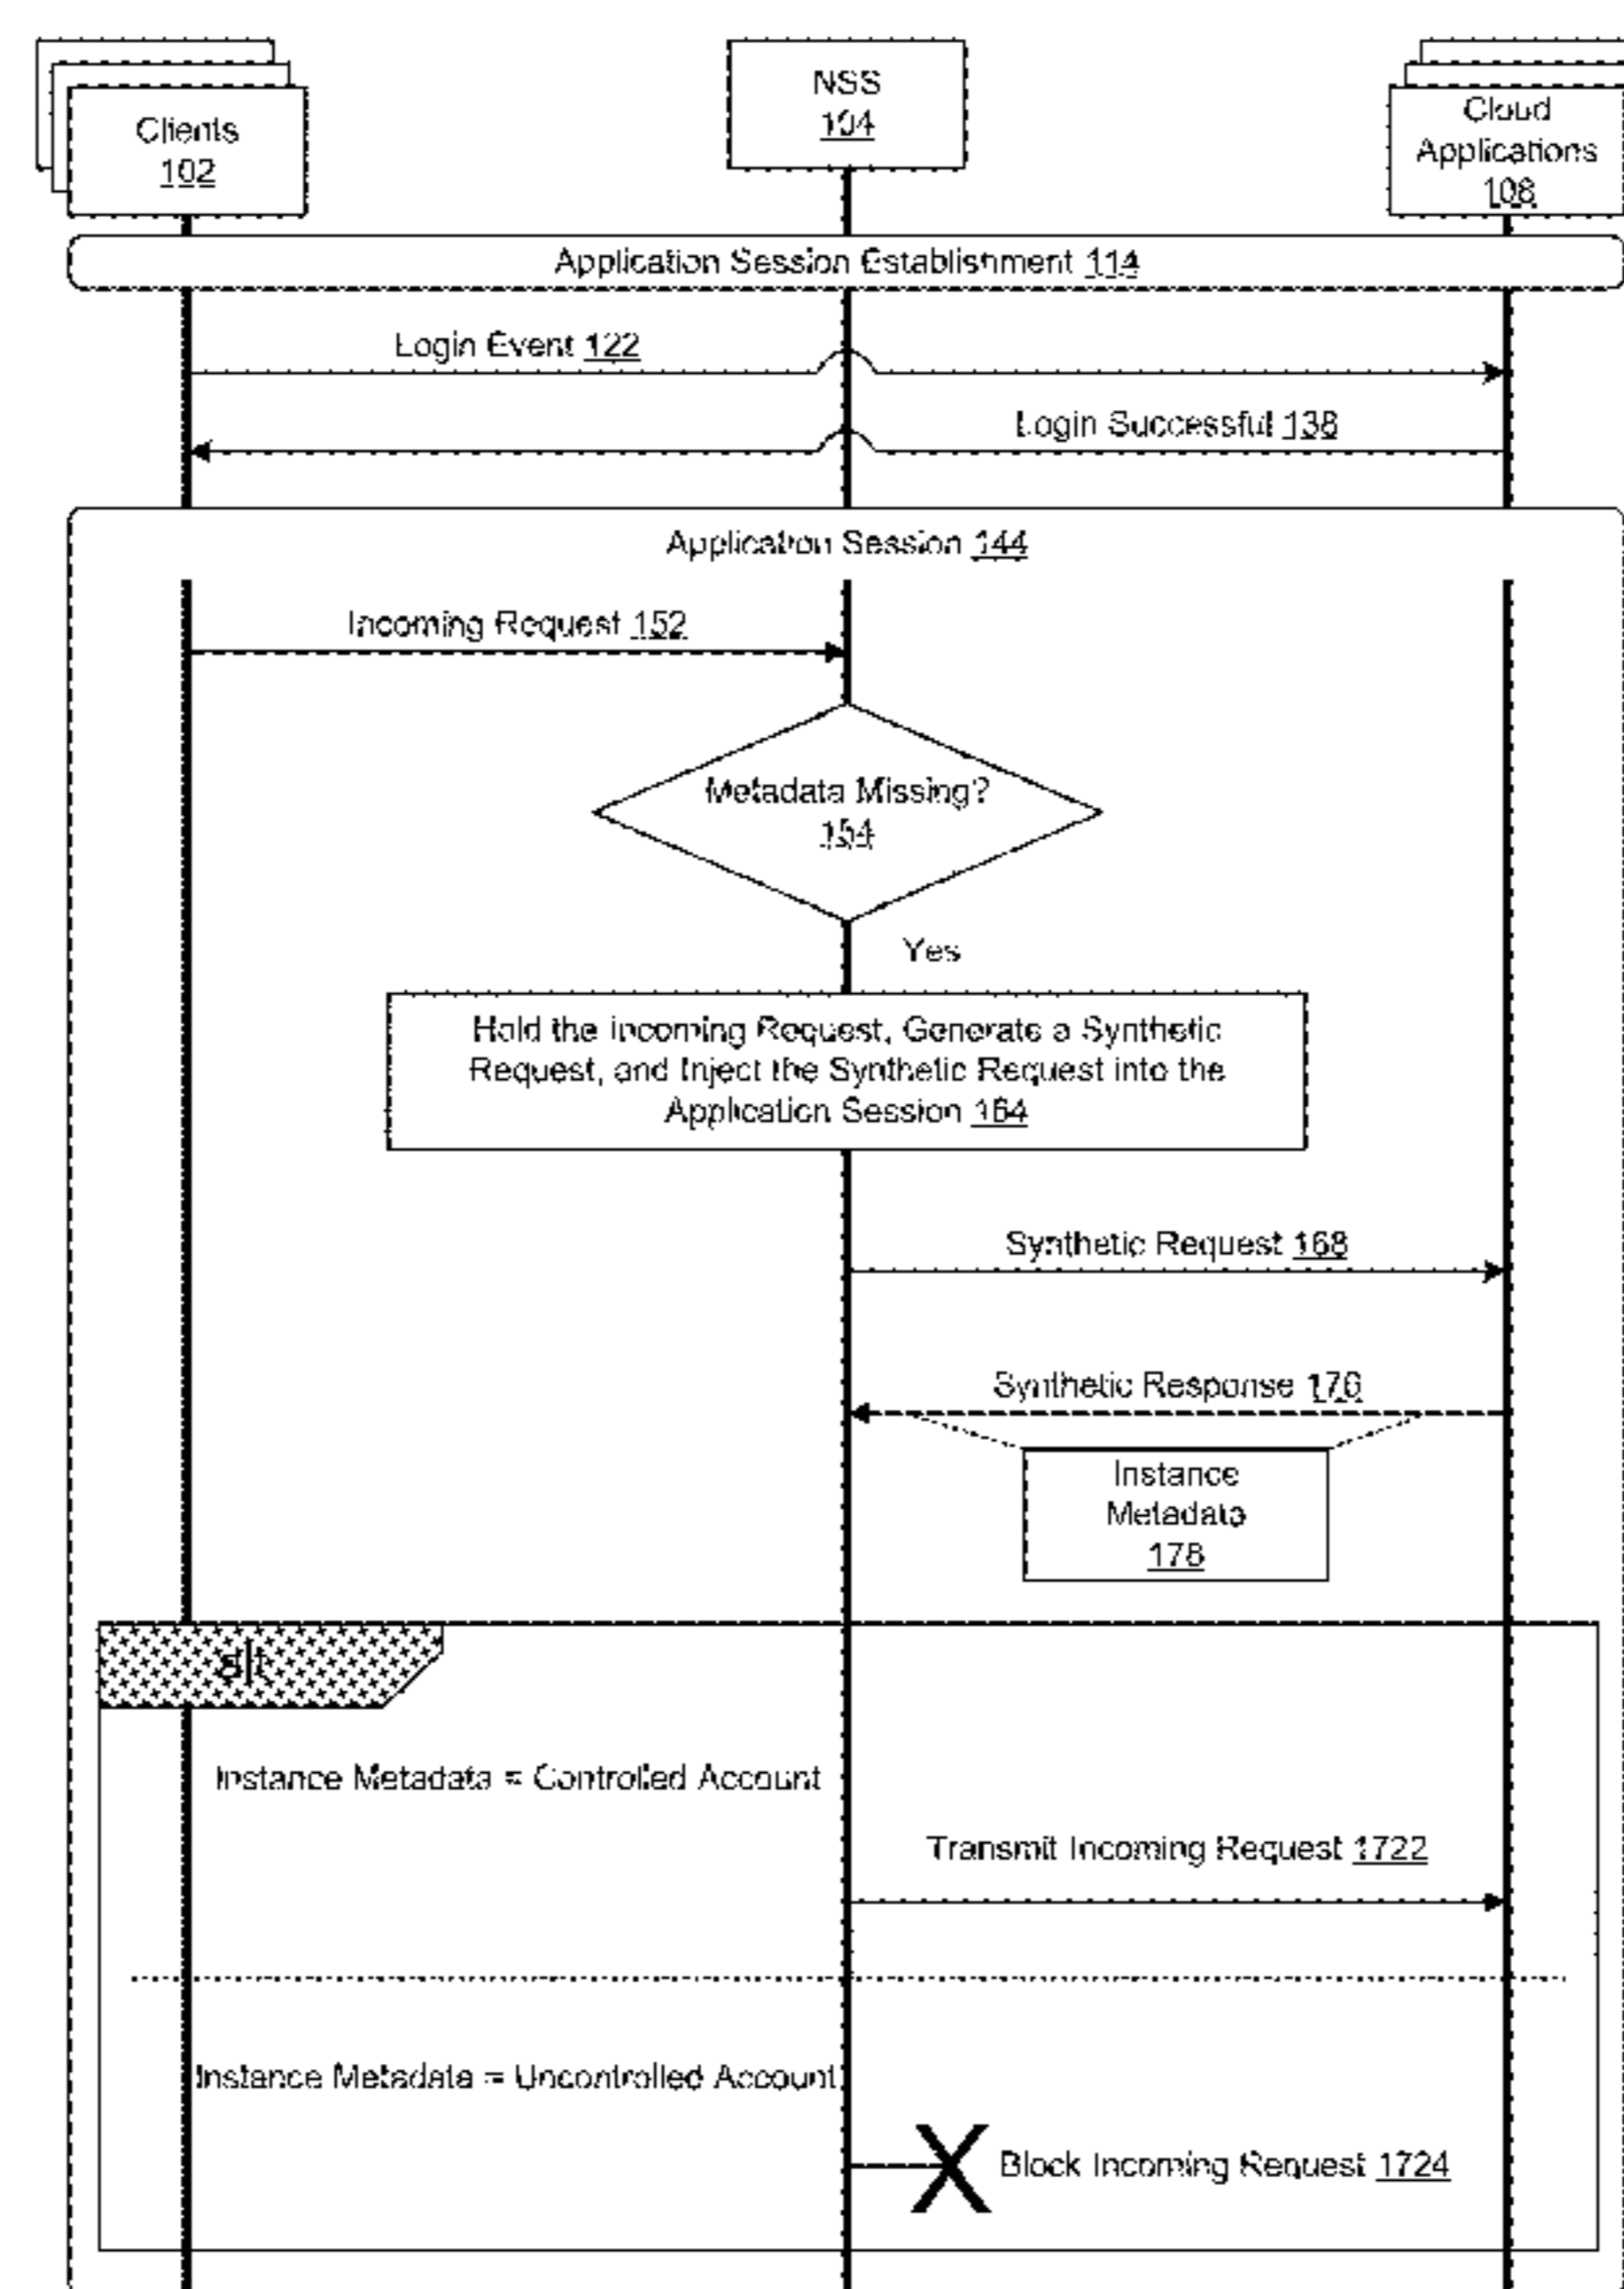 Clients
102
NSS
104
Cloud
Applications
108
Application Session Establishment 114
Login Event 122
Login Successful 138
Application Session 144
Incoming Request 152
Metadata Missing?
154
Yes
Hold the Incoming Request, Generate a Synthetic
Request, and Inject the Synthetic Request into the
Application Session 164
Synthetic Request 168
Synthetic Response 176
Instance
Metadata
178
alt
Instance Metadata = Controlled Account
Transmit Incoming Request 1722
Instance Metadata = Uncontrolled Account
X
Block Incoming Request 1724